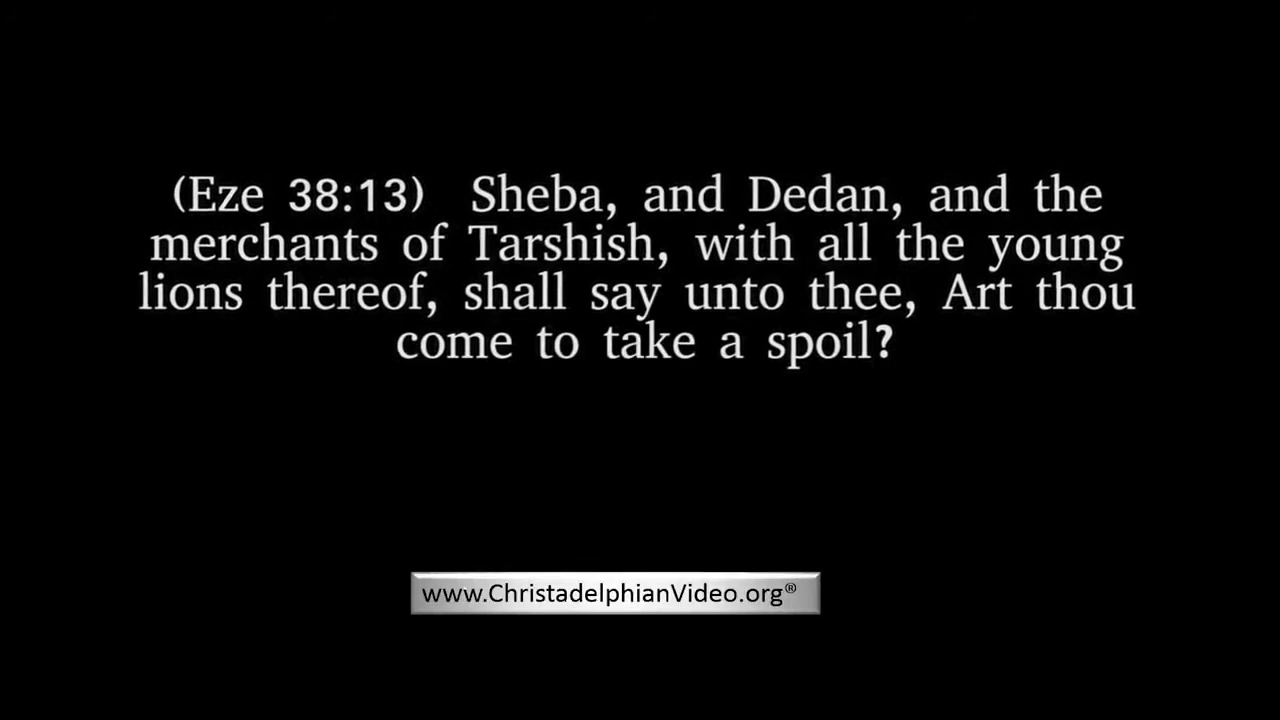 (Eze 38:13) Sheba, and Dedan, and the
merchants of Tarshish, with all the young
lions thereof, shall say unto thee, Art thou
come to take a spoil?
www.ChristadelphianVideo.org®